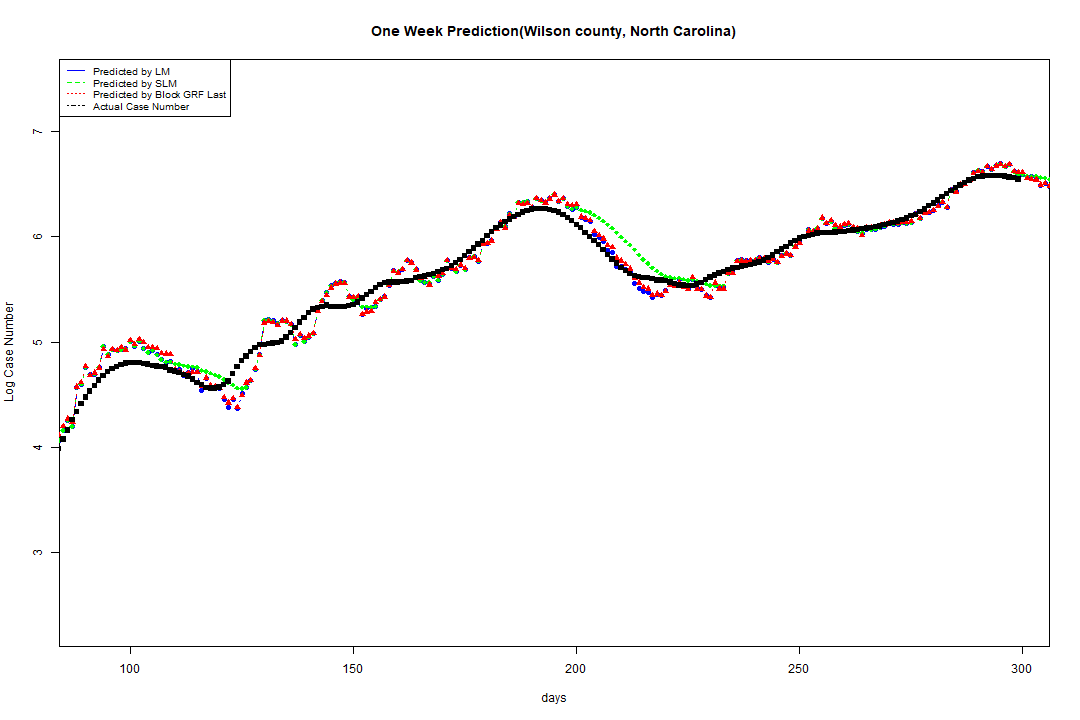 One Week Prediction(Wilson county, North Carolina)
Predicted by LM
Predicted by SLM
Predicted by Block GRF Last
Actual Case Number
Log Case Number
7
6
5
4
3
100 150 200 250 300
days